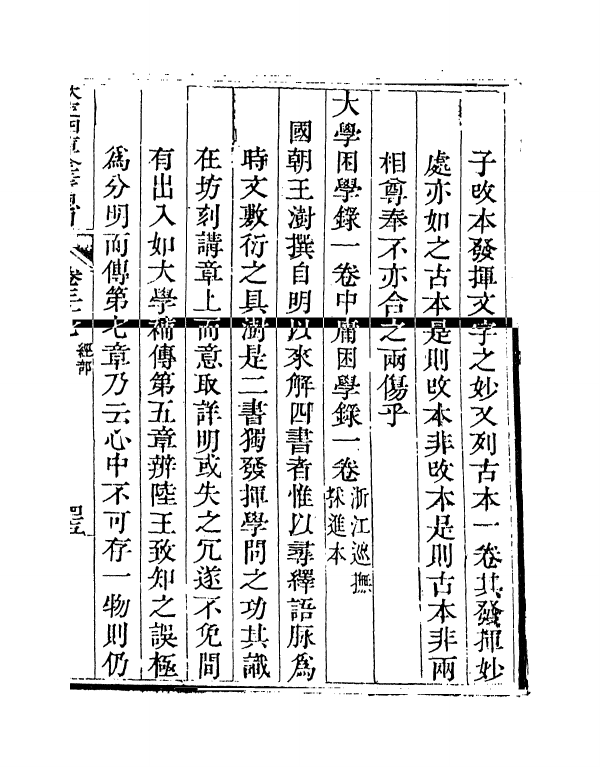 子改本發揮文字之妙又列古本一卷其發揮妙
處亦如之古本是則改本非改本是則古本非兩
相尊奉不亦合之兩傷乎
大學困學錄一卷中庸困學錄一卷浙江巡撫採進本
國朝王澍撰自明以來解四書者惟以尋繹語脉為
時文敷衍之具澍是二書獨發揮學問之功其識
在坊刻講章上而意取詳明或失之冗遂不免間
有出入如大學補傳第五章辨陸王致知之誤極
為分明而傳第七章乃云心中不可存一物則仍
卷三十七 經部